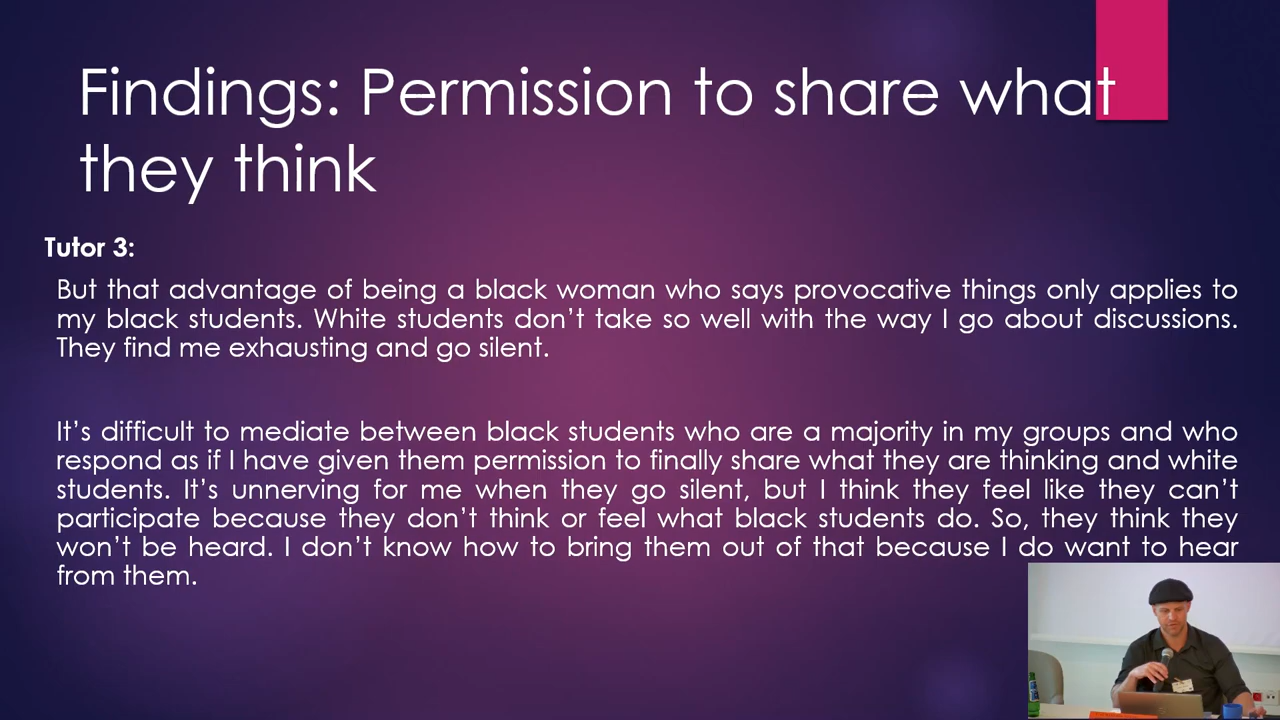 Findings: Permission to share what
they think
Tutor 3:
But that advantage of being a black woman who says provocative things only applies to
my black students. White students don’t take so well with the way I go about discussions.
They find me exhausting and go silent.
It’s difficult to mediate between black students who are a majority in my groups and who
respond as if I have given them permission to finally share what they are thinking and white
students. It’s unnerving for me when they go silent, but I think they feel like they can’t
participate because they don’t think or feel what black students do. So, they think they
won’t be heard. I don’t know how to bring them out of that because I do want to hear
from them.